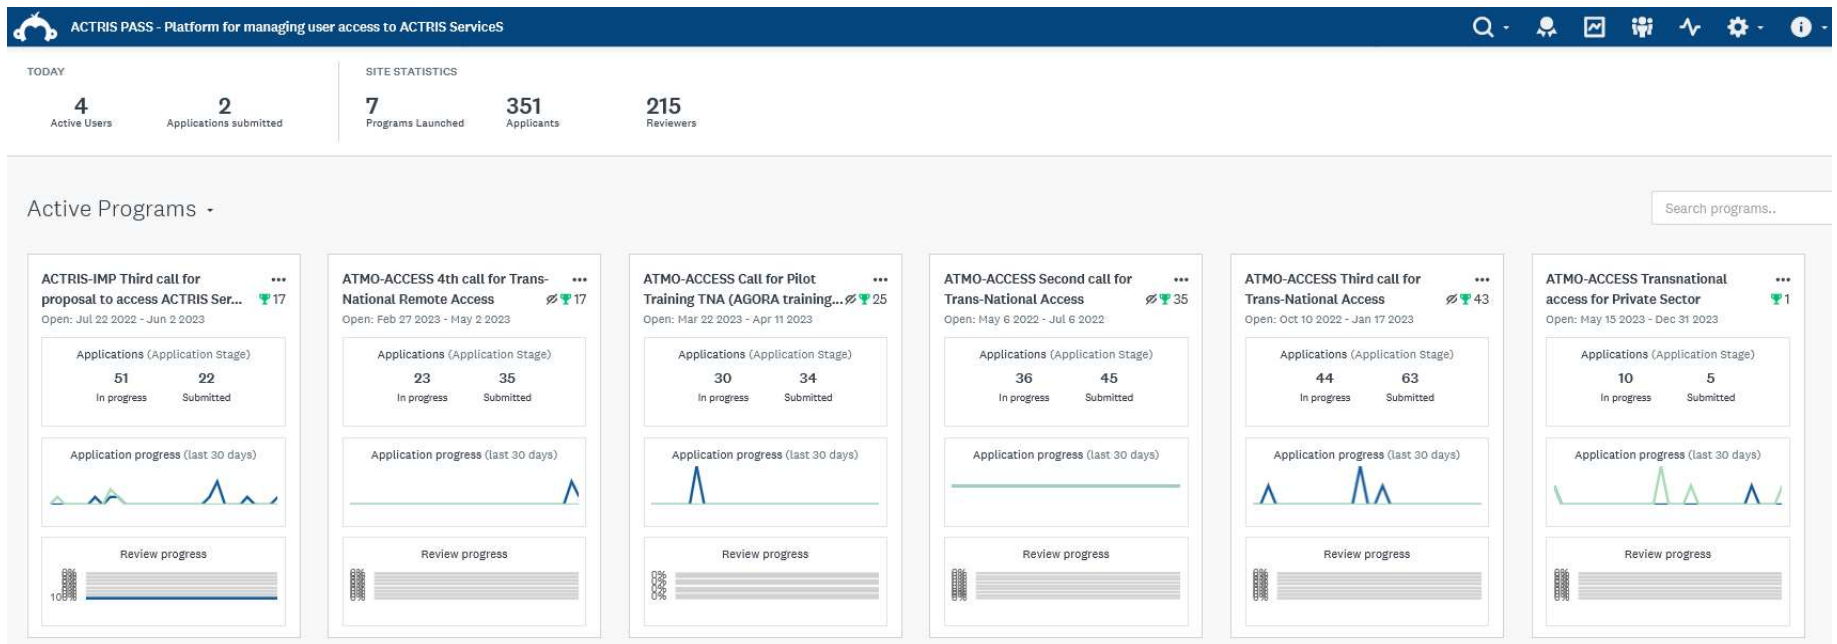 ACTRIS PASS - Platform for managing user access to ACTRIS ServiceS
TODAY
4
Active Users
2
Applications submitted
SITE STATISTICS
7
Programs Launched
351
Applicants
215
Reviewers
Active Programs
Search programs..
ACTRIS-IMP Third call for
proposal to access ACTRIS Ser... 17
Open: Jul 22 2022 - Jun 2 2023
Applications (Application Stage)
51 22
In progress Submitted
Application progress (last 30 days)
Review progress
100%
ATMO-ACCESS 4th call for Trans-
National Remote Access 17
Open: Feb 27 2023 - May 2 2023
Applications (Application Stage)
23 35
In progress Submitted
Application progress (last 30 days)
Review progress
ATMO-ACCESS Call for Pilot
Training TNA (AGORA training... 25
Open: Mar 22 2023 - Apr 11 2023
Applications (Application Stage)
30 34
In progress Submitted
Application progress (last 30 days)
Review progress
0%
0%
0%
0%
ATMO-ACCESS Second call for
Trans-National Access 35
Open: May 6 2022 - Jul 6 2022
Applications (Application Stage)
36 45
In progress Submitted
Application progress (last 30 days)
Review progress
ATMO-ACCESS Third call for
Trans-National Access 43
Open: Oct 10 2022 - Jan 17 2023
Applications (Application Stage)
44 63
In progress Submitted
Application progress (last 30 days)
Review progress
ATMO-ACCESS Transnational
access for Private Sector 1
Open: May 15 2023 - Dec 31 2023
Applications (Application Stage)
10 5
In progress Submitted
Application progress (last 30 days)
Review progress